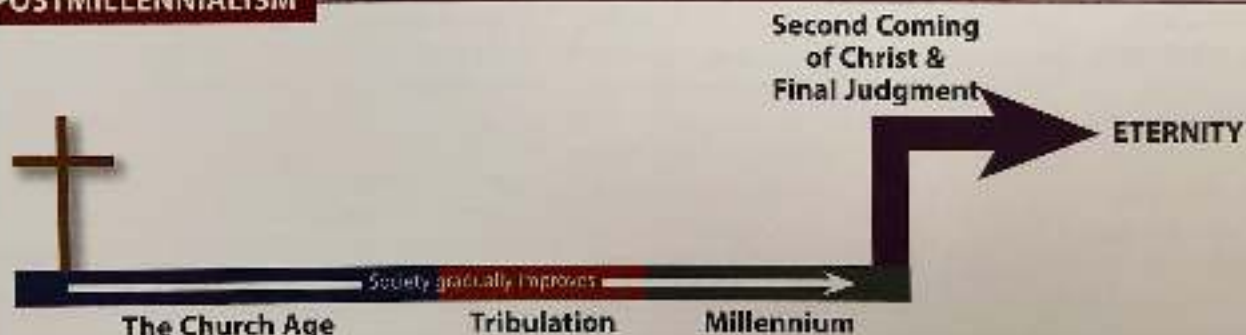 POSTMILLENNIALISM
Second Coming
of Christ &
Final Judgment
ETERNITY
Society gradually improves
The Church Age
Tribulation
Millennium